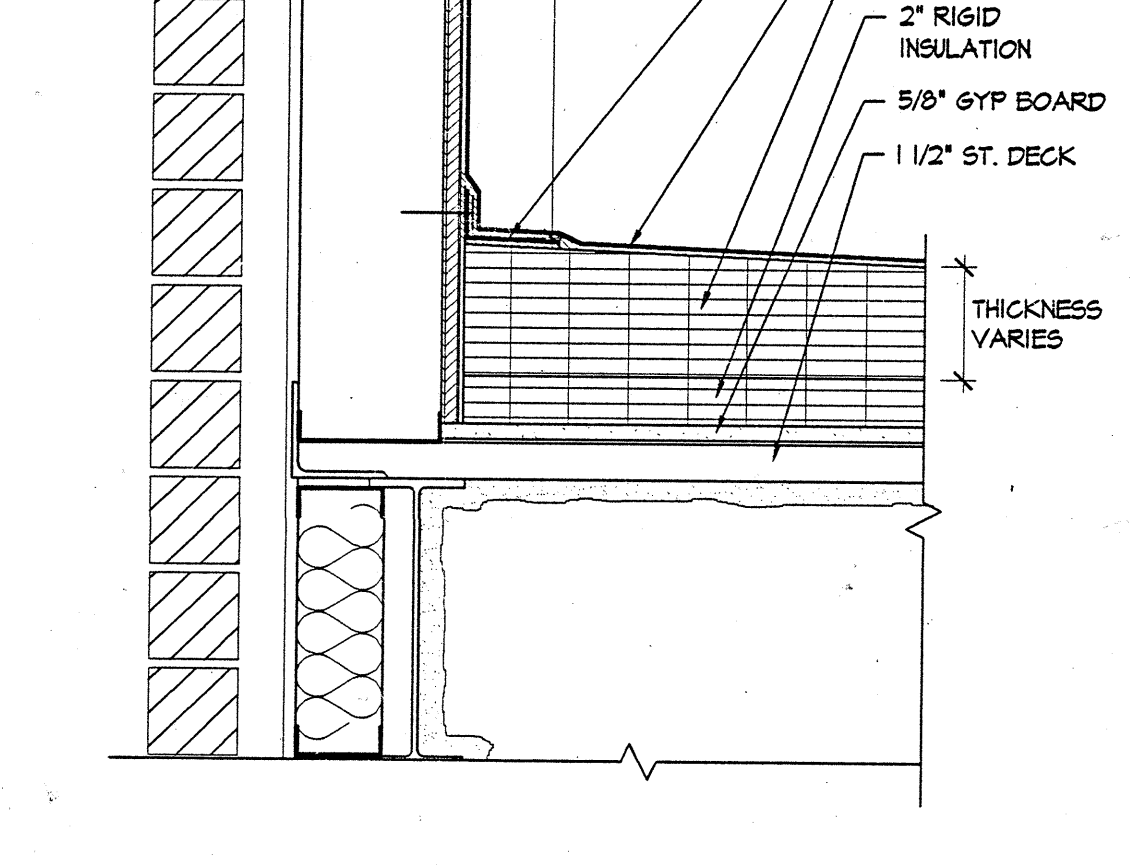 2" RIGID
INSULATION
5/8" GYP BOARD
1 1/2" ST. DECK
THICKNESS
VARIES